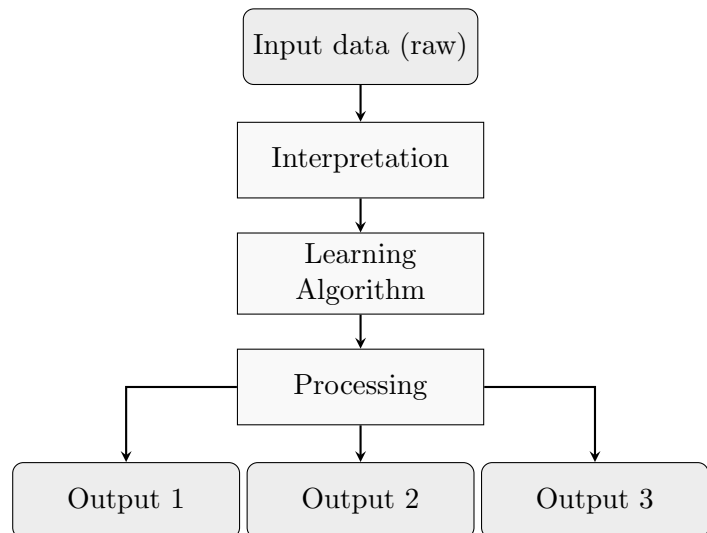 Input data (raw)
Interpretation
Learning
Algorithm
Processing
Output 1
Output 2
Output 3